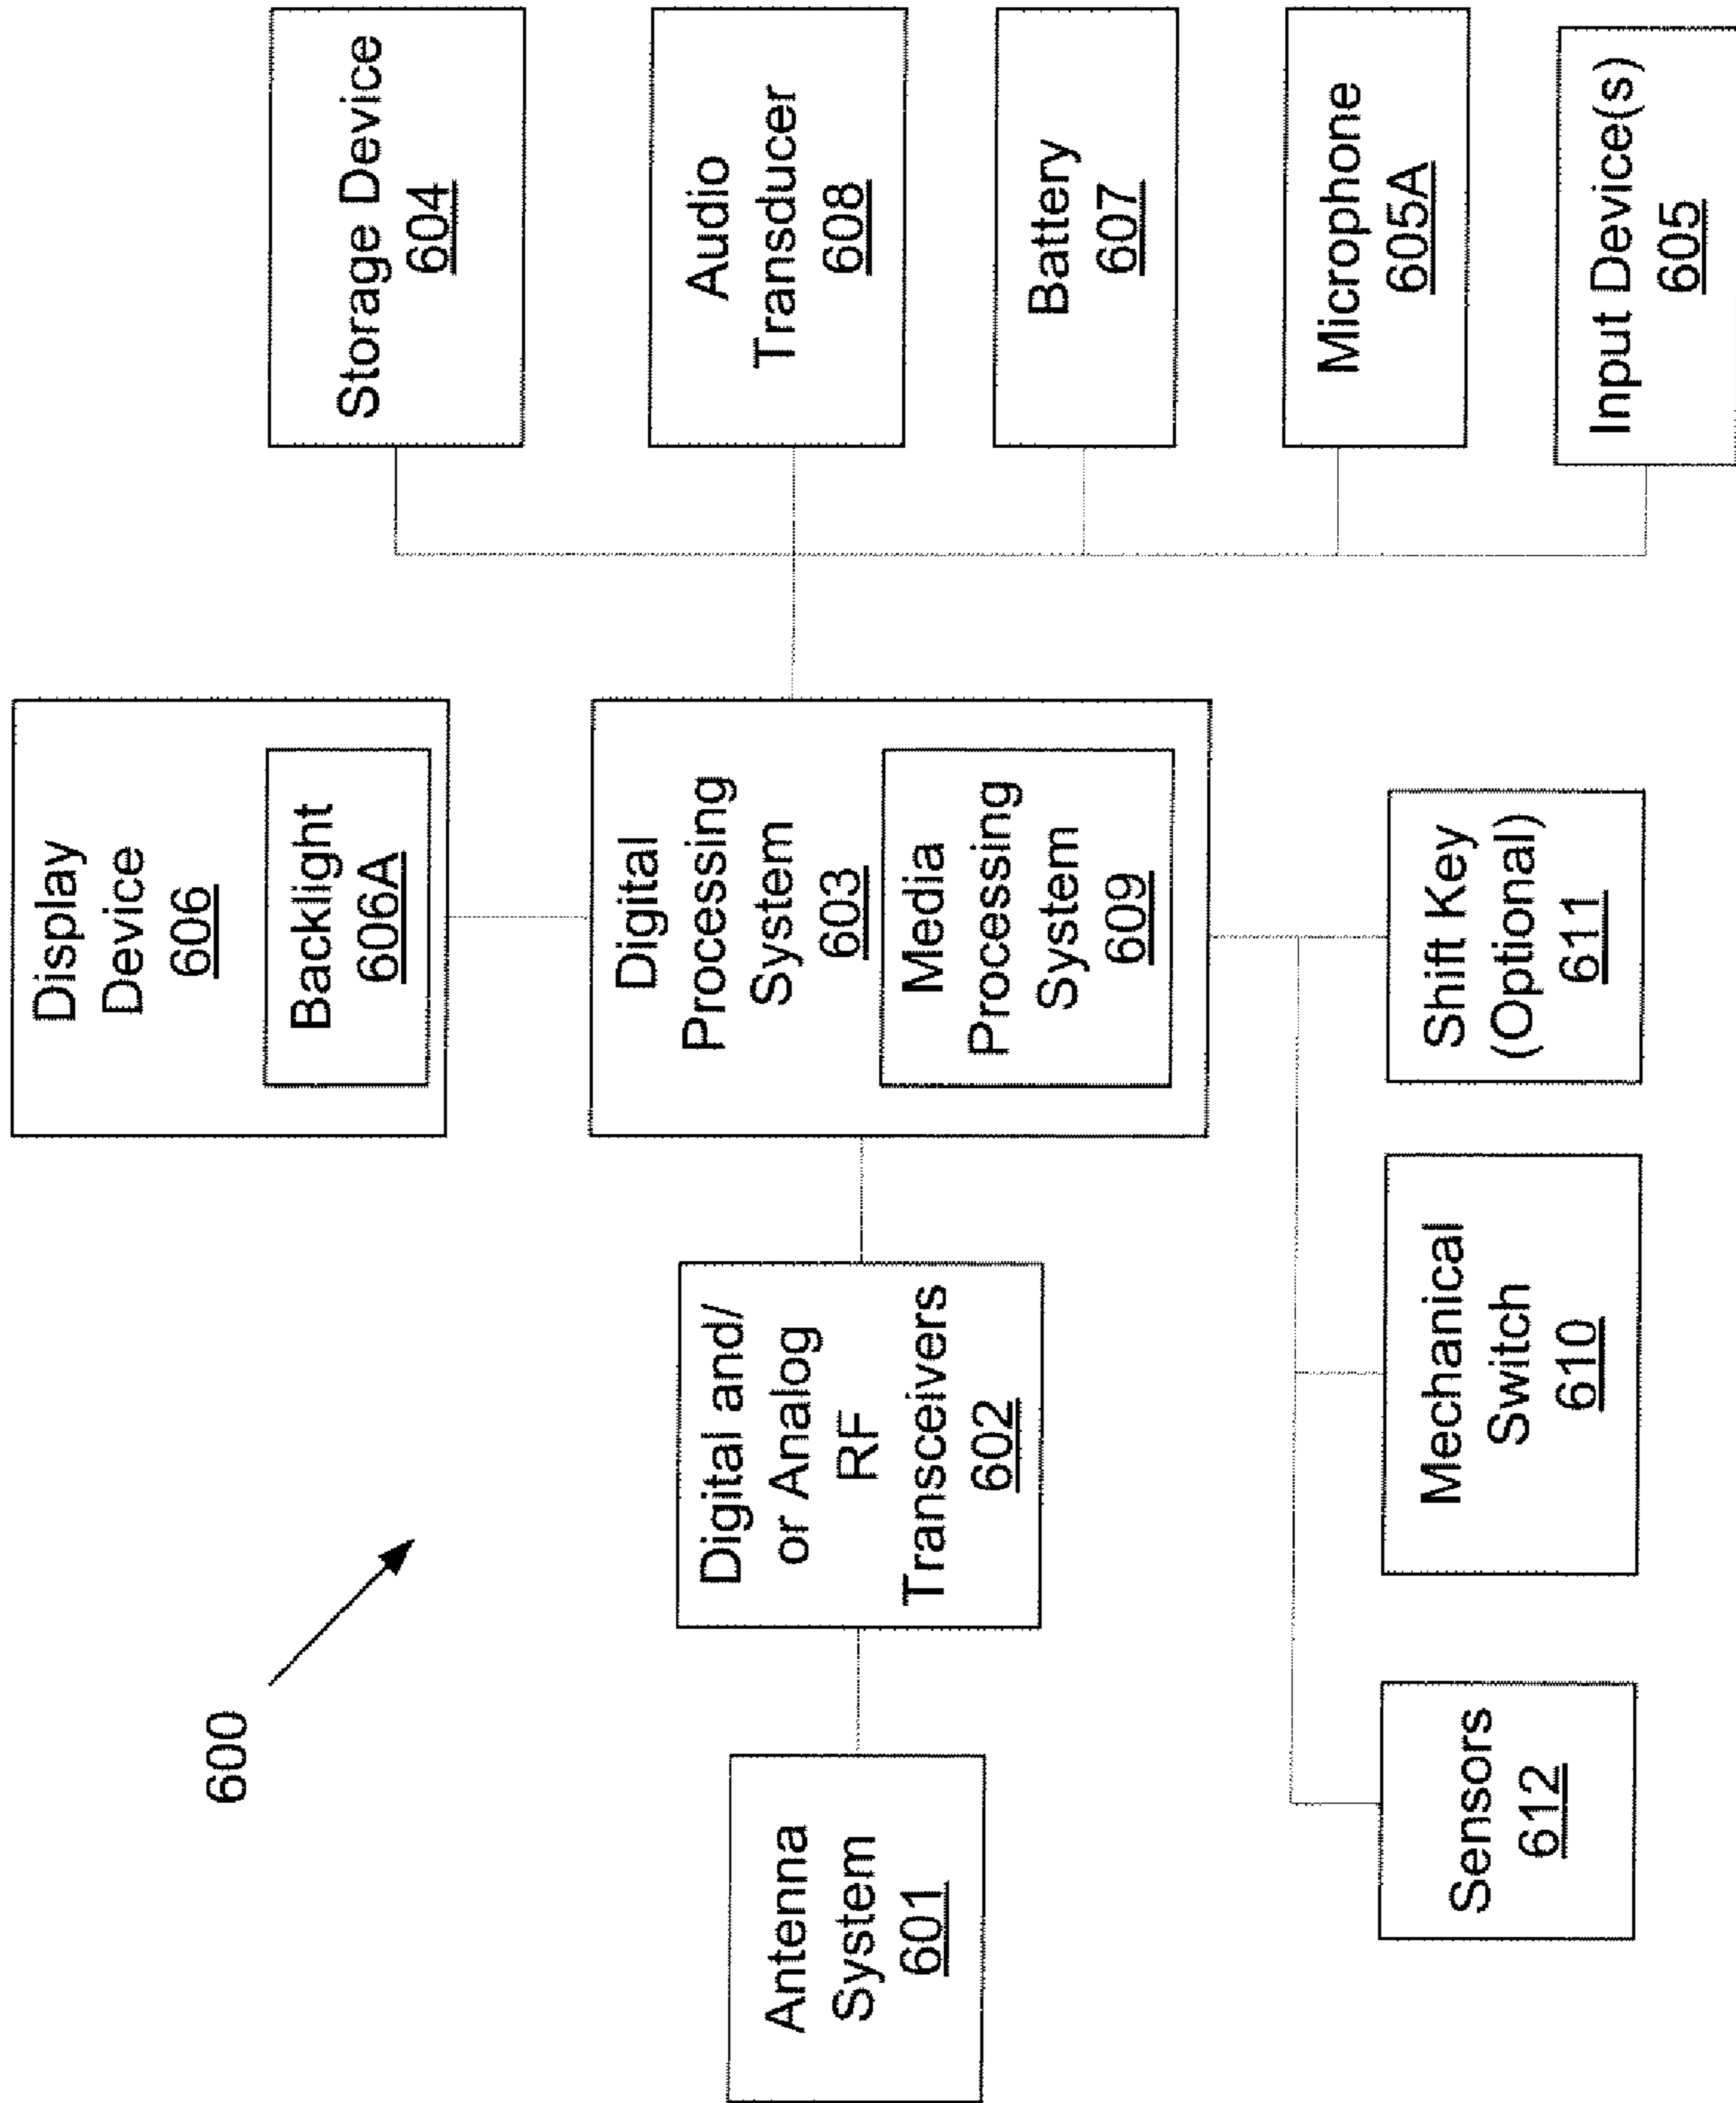 600
Display
Device
606
Backlight
606A
Storage Device
604
Antenna
System
601
Digital and/
or Analog
RF
Transceivers
602
Digital
Processing
System
603
Media
Processing
System
609
Audio
Transducer
608
Battery
607
Microphone
605A
Input Device(s)
605
Sensors
612
Mechanical
Switch
610
Shift Key
(Optional)
611